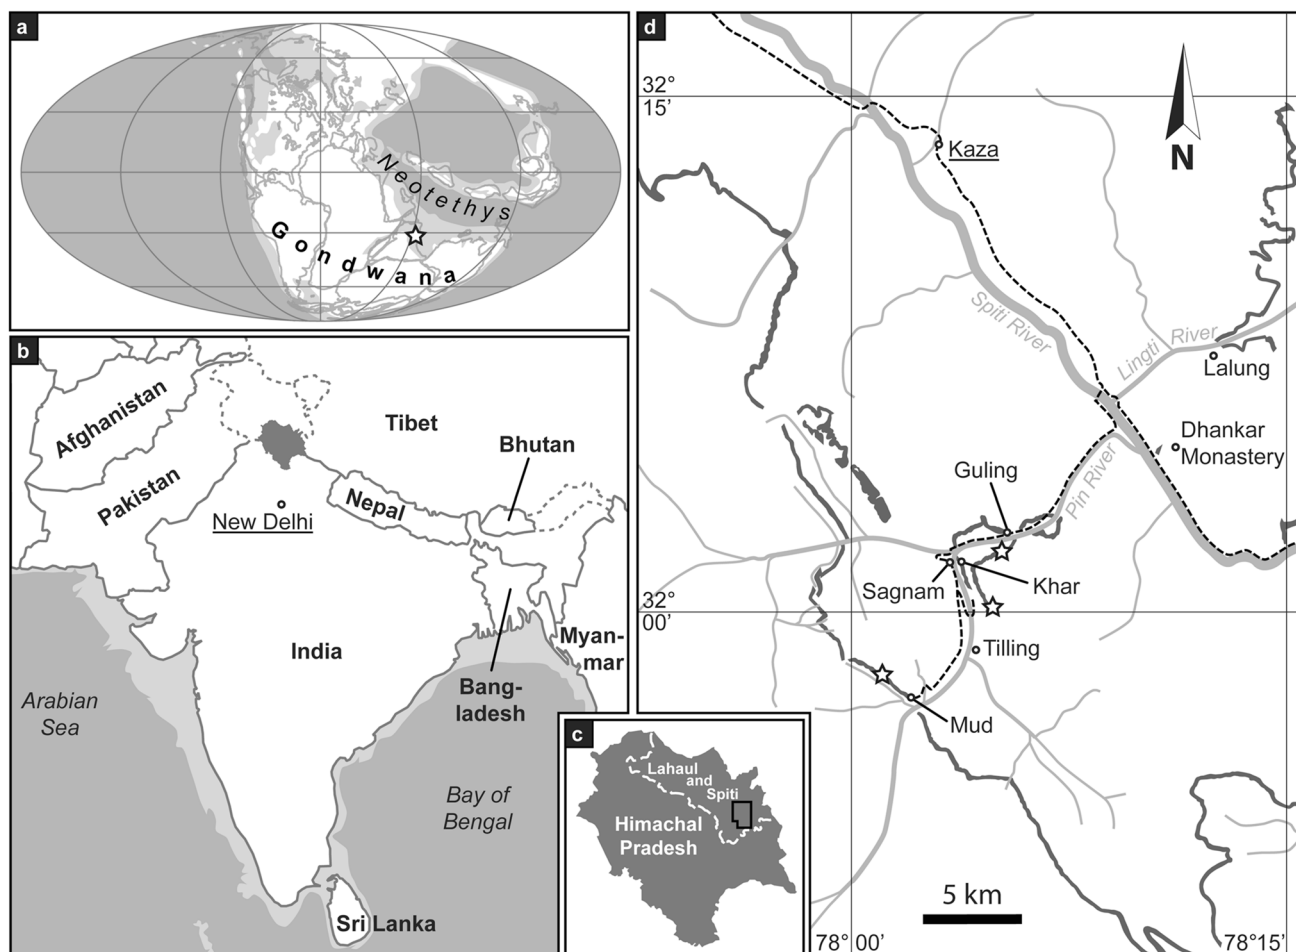 a
Neotethys
Gondwana
b
Afghanistan
Pakistan
Tibet
Bhutan
Nepal
New Delhi
India
Myan-
mar
Bang-
ladesh
Arabian
Sea
Bay of
Bengal
Sri Lanka
c
Lahaul
and
Spiti
Himachal
Pradesh
d
32°
15’
N
Kaza
Spiti River
Lingti River
Lalung
Dhankar
Monastery
Guling
Pin River
Sagnam
Khar
32°
00’
Tilling
Mud
5 km
78° 00’
78° 15’